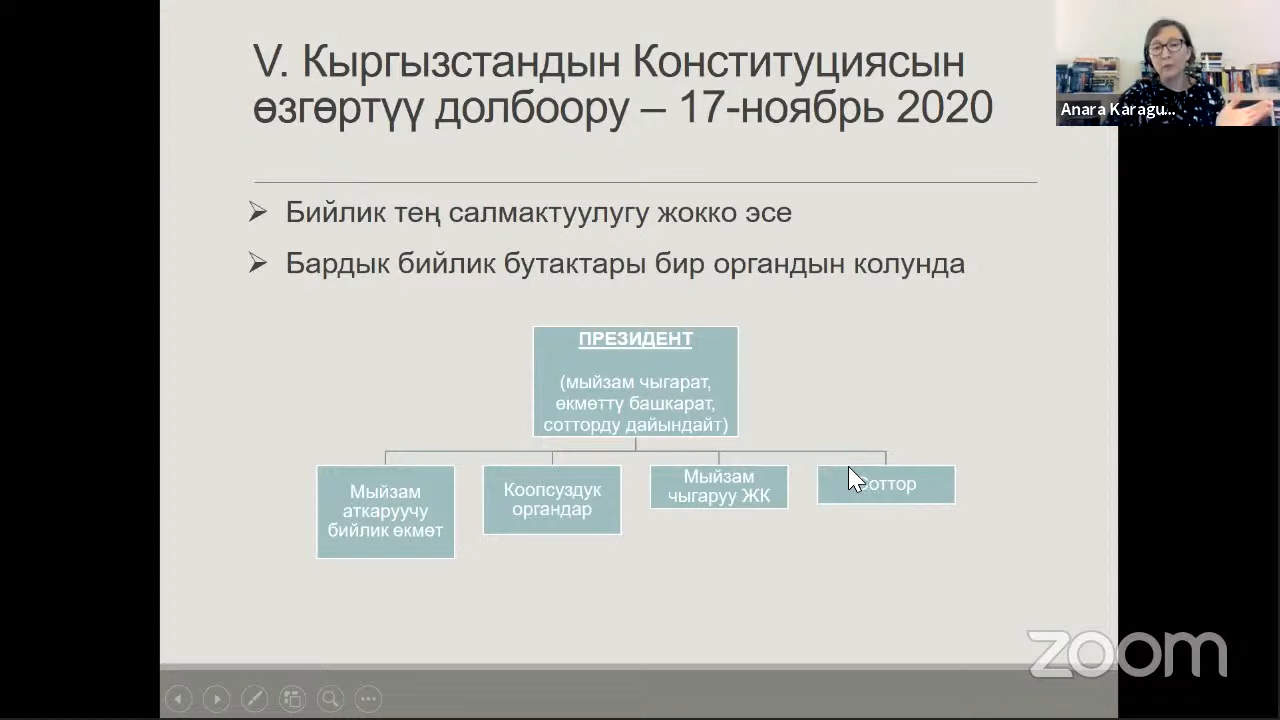 V. Кыргызстандын Конституциясын
өзгөртүү долбоору – 17-ноябрь 2020
Anara Karagu...
➢ Бийлик тең салмактуулугу жокко эсе
➢ Бардык бийлик бутактары бир органдын колунда
ПРЕЗИДЕНТ
(мыйзам чыгарат,
өкмөттү башкарат,
сотторду дайындайт)
Мыйзам
аткаруучу
бийлик өкмөт
Коопсуздук
органдар
Мыйзам
чыгаруу ЖК
оттор
zoom